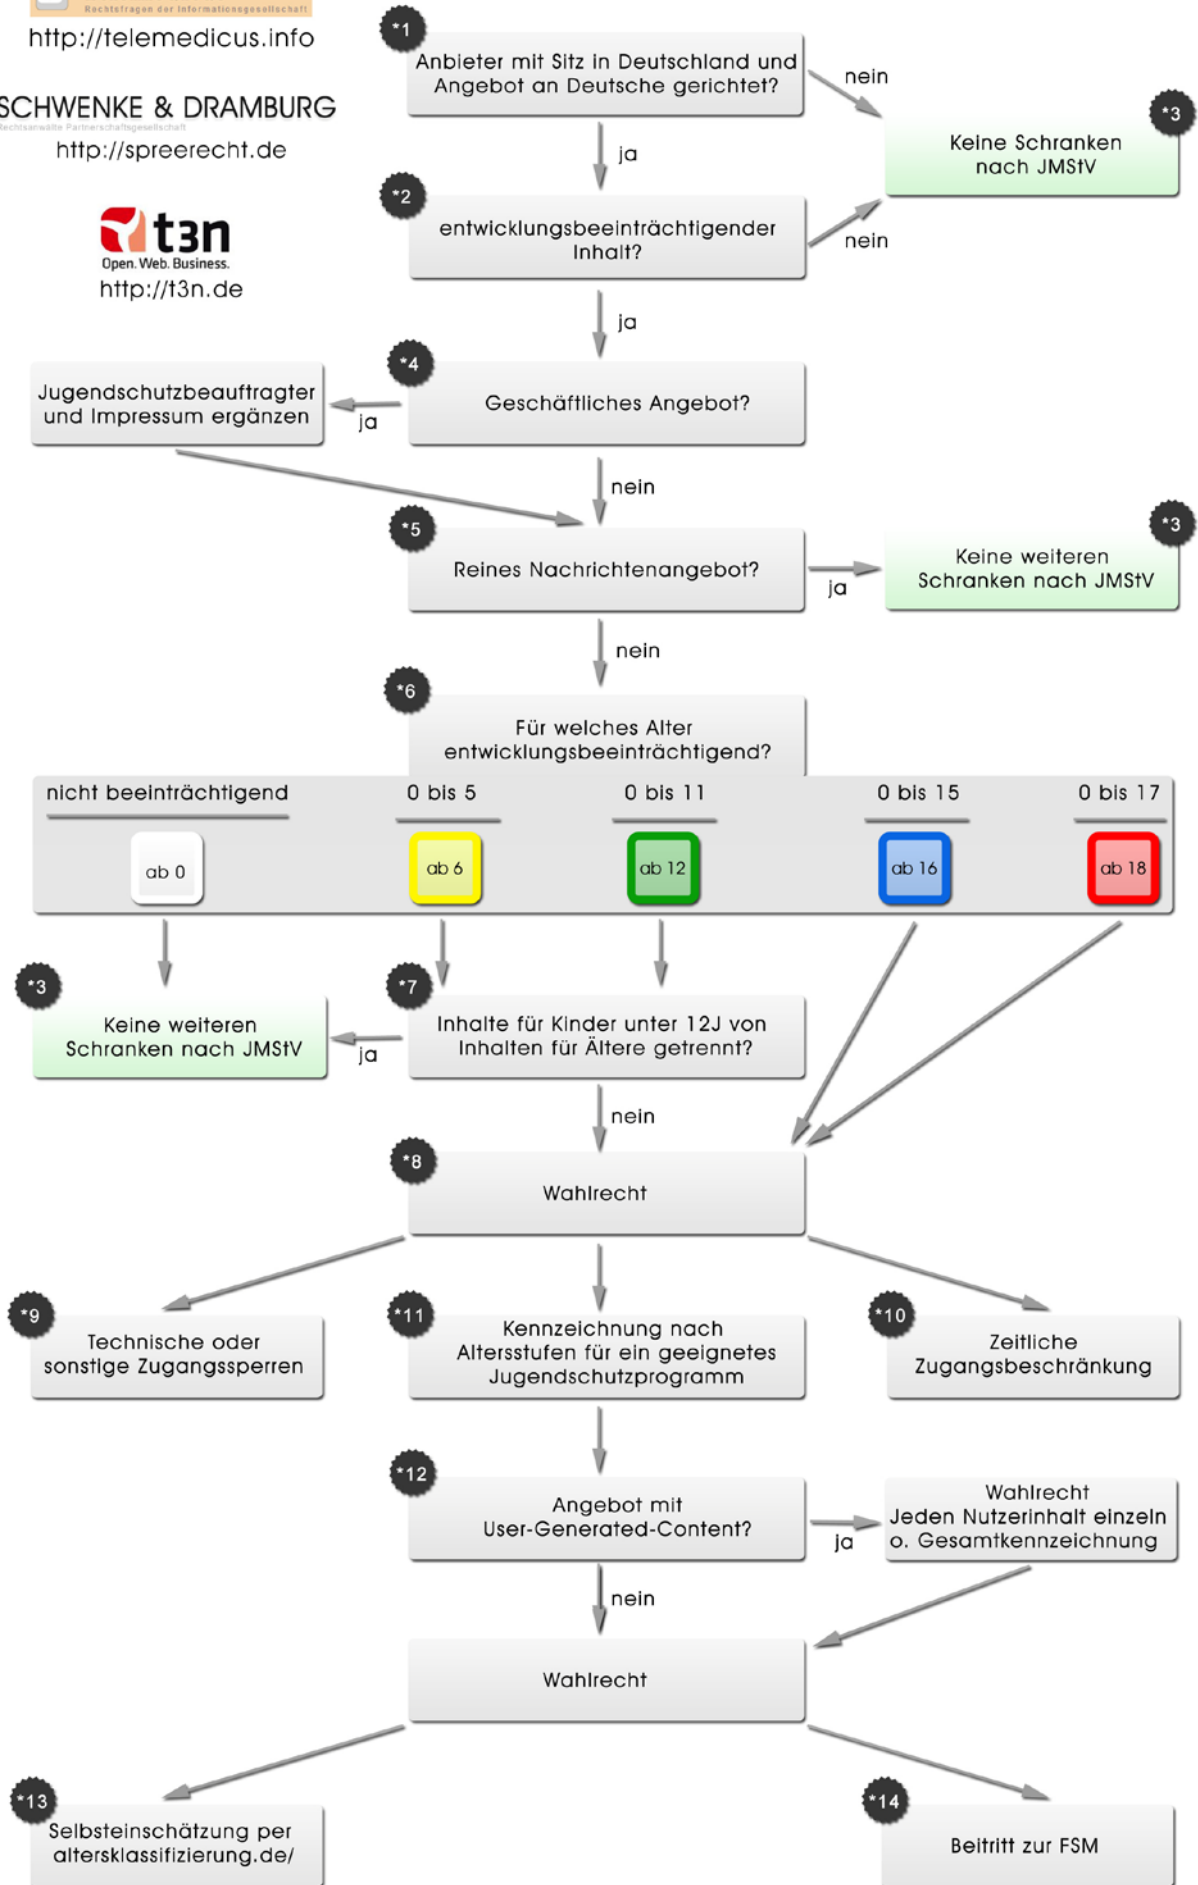 Rechtsfragen der Informationsgesellschaft
http://telemedicus.info
SCHWENKE & DRAMBURG
Rechtsanwälte Partnerschaftsgesellschaft
http://spreerecht.de
t3n
Open. Web. Business.
http://t3n.de
*1
Anbieter mit Sitz in Deutschland und
Angebot an Deutsche gerichtet?
nein
*3
Keine Schranken
nach JMStV
ja
*2
entwicklungsbeeinträchtigender
Inhalt?
nein
ja
*4
Geschäftliches Angebot?
ja
Jugendschutzbeauftragter
und Impressum ergänzen
nein
*5
Reines Nachrichtenangebot?
ja
*3
Keine weiteren
Schranken nach JMStV
nein
*6
Für welches Alter
entwicklungsbeeinträchtigend?
nicht beeinträchtigend
0 bis 5
0 bis 11
0 bis 15
0 bis 17
ab 0
ab 6
ab 12
ab 16
ab 18
*3
Keine weiteren
Schranken nach JMStV
*7
Inhalte für Kinder unter 12J von
Inhalten für Ältere getrennt?
ja
nein
*8
Wahlrecht
*9
Technische oder
sonstige Zugangssperren
*11
Kennzeichnung nach
Altersstufen für ein geeignetes
Jugendschutzprogramm
*10
Zeitliche
Zugangsbeschränkung
*12
Angebot mit
User-Generated-Content?
ja
Wahlrecht
Jeden Nutzerinhalt einzeln
o. Gesamtkennzeichnung
nein
Wahlrecht
*13
Selbsteinschätzung per
altersklassifizierung.de/
*14
Beitritt zur FSM